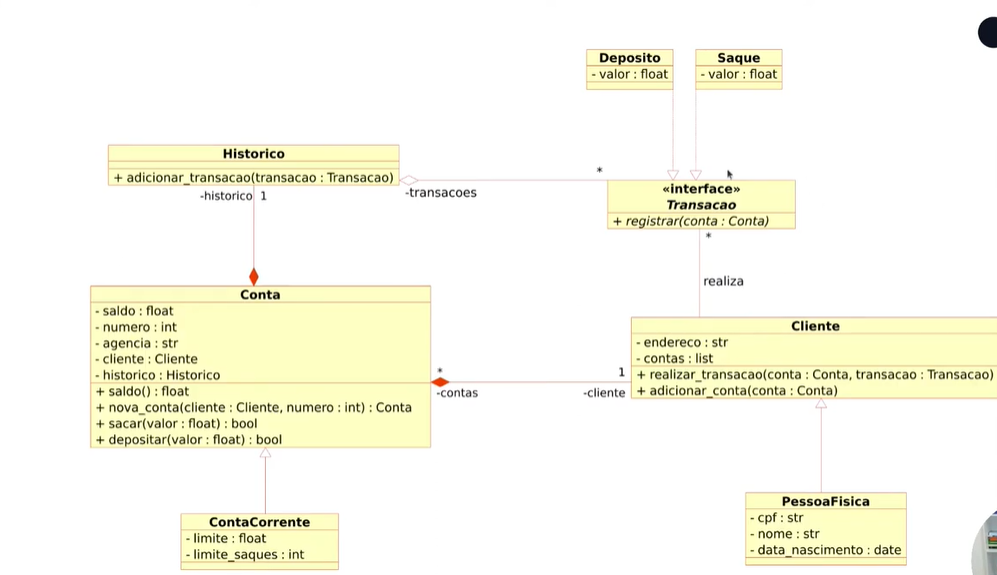 Deposito
- valor : float
Saque
- valor : float
Historico
+ adicionar_transacao(transacao : Transacao)
-historico 1
-transacoes
*
«interface»
Transacao
+ registrar(conta : Conta)
*
realiza
Conta
- saldo : float
- numero : int
- agencia : str
- cliente : Cliente
- historico : Historico
+ saldo() : float
+ nova_conta(cliente : Cliente, numero : int) : Conta
+ sacar(valor : float) : bool
+ depositar(valor : float) : bool
*
-contas
1
-cliente
Cliente
- endereco : str
- contas : list
+ realizar_transacao(conta : Conta, transacao : Transacao)
+ adicionar_conta(conta : Conta)
ContaCorrente
- limite : float
- limite_saques : int
PessoaFisica
- cpf : str
- nome : str
- data_nascimento : date